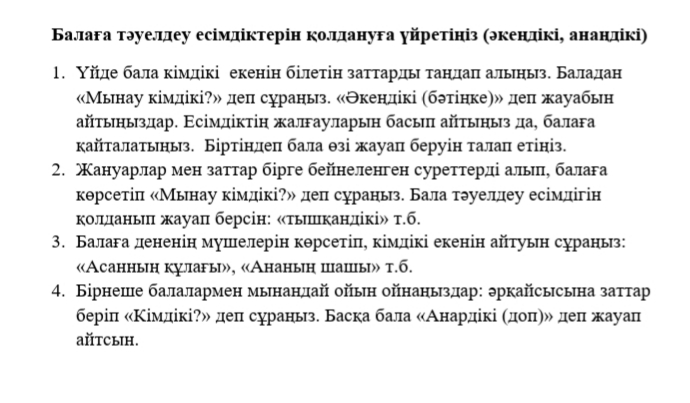 Балаға тәуелдеу есімдіктерін қолдануға үйретіңіз (әкеңдікі, анаңдікі)
1. Үйде бала кімдікі екенін білетін заттарды таңдап алыңыз. Баладан
«Мынау кімдікі?» деп сұраңыз. «Әкеңдікі (бәтіңке)» деп жауабын
айтыңыздар. Есімдіктің жалғауларын басып айтыңыз да, балаға
қайталатыңыз. Біртіндеп бала өзі жауап беруін талап етіңіз.
2. Жануарлар мен заттар бірге бейнеленген суреттерді алып, балаға
көрсетіп «Мынау кімдікі?» деп сұраңыз. Бала тәуелдеу есімдігін
қолданып жауап берсін: «тышқандікі» т.б.
3. Балаға дененің мүшелерін көрсетіп, кімдікі екенін айтуын сұраңыз:
«Асанның құлағы», «Ананың шашы» т.б.
4. Бірнеше балалармен мынандай ойын ойнаңыздар: әрқайсысына заттар
беріп «Кімдікі?» деп сұраңыз. Басқа бала «Анардікі (доп)» деп жауап
айтсын.